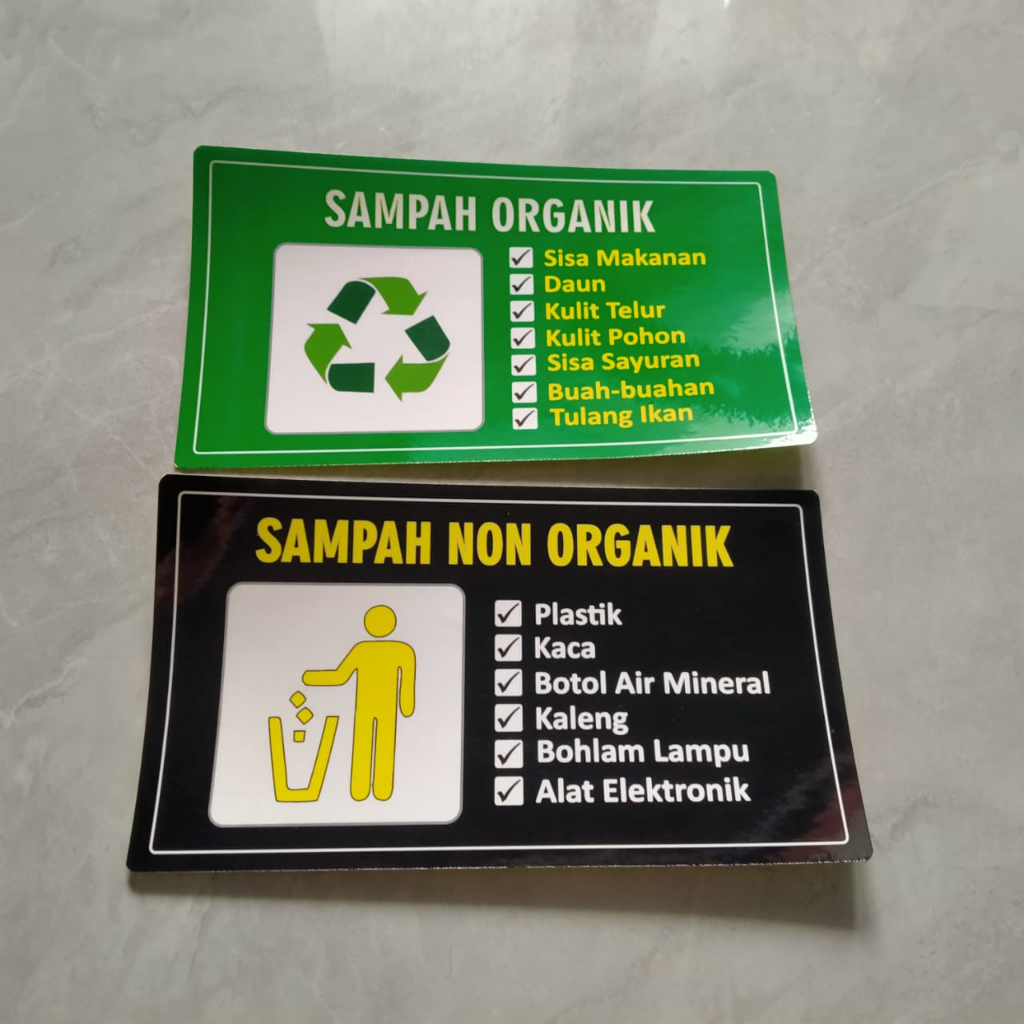 SAMPAH ORGANIK
Sisa Makanan
Daun
Kulit Telur
Kulit Pohon
Sisa Sayuran
Buah-buahan
Tulang Ikan
SAMPAH NON ORGANIK
Plastik
Kaca
Botol Air Mineral
Kaleng
Bohlam Lampu
Alat Elektronik